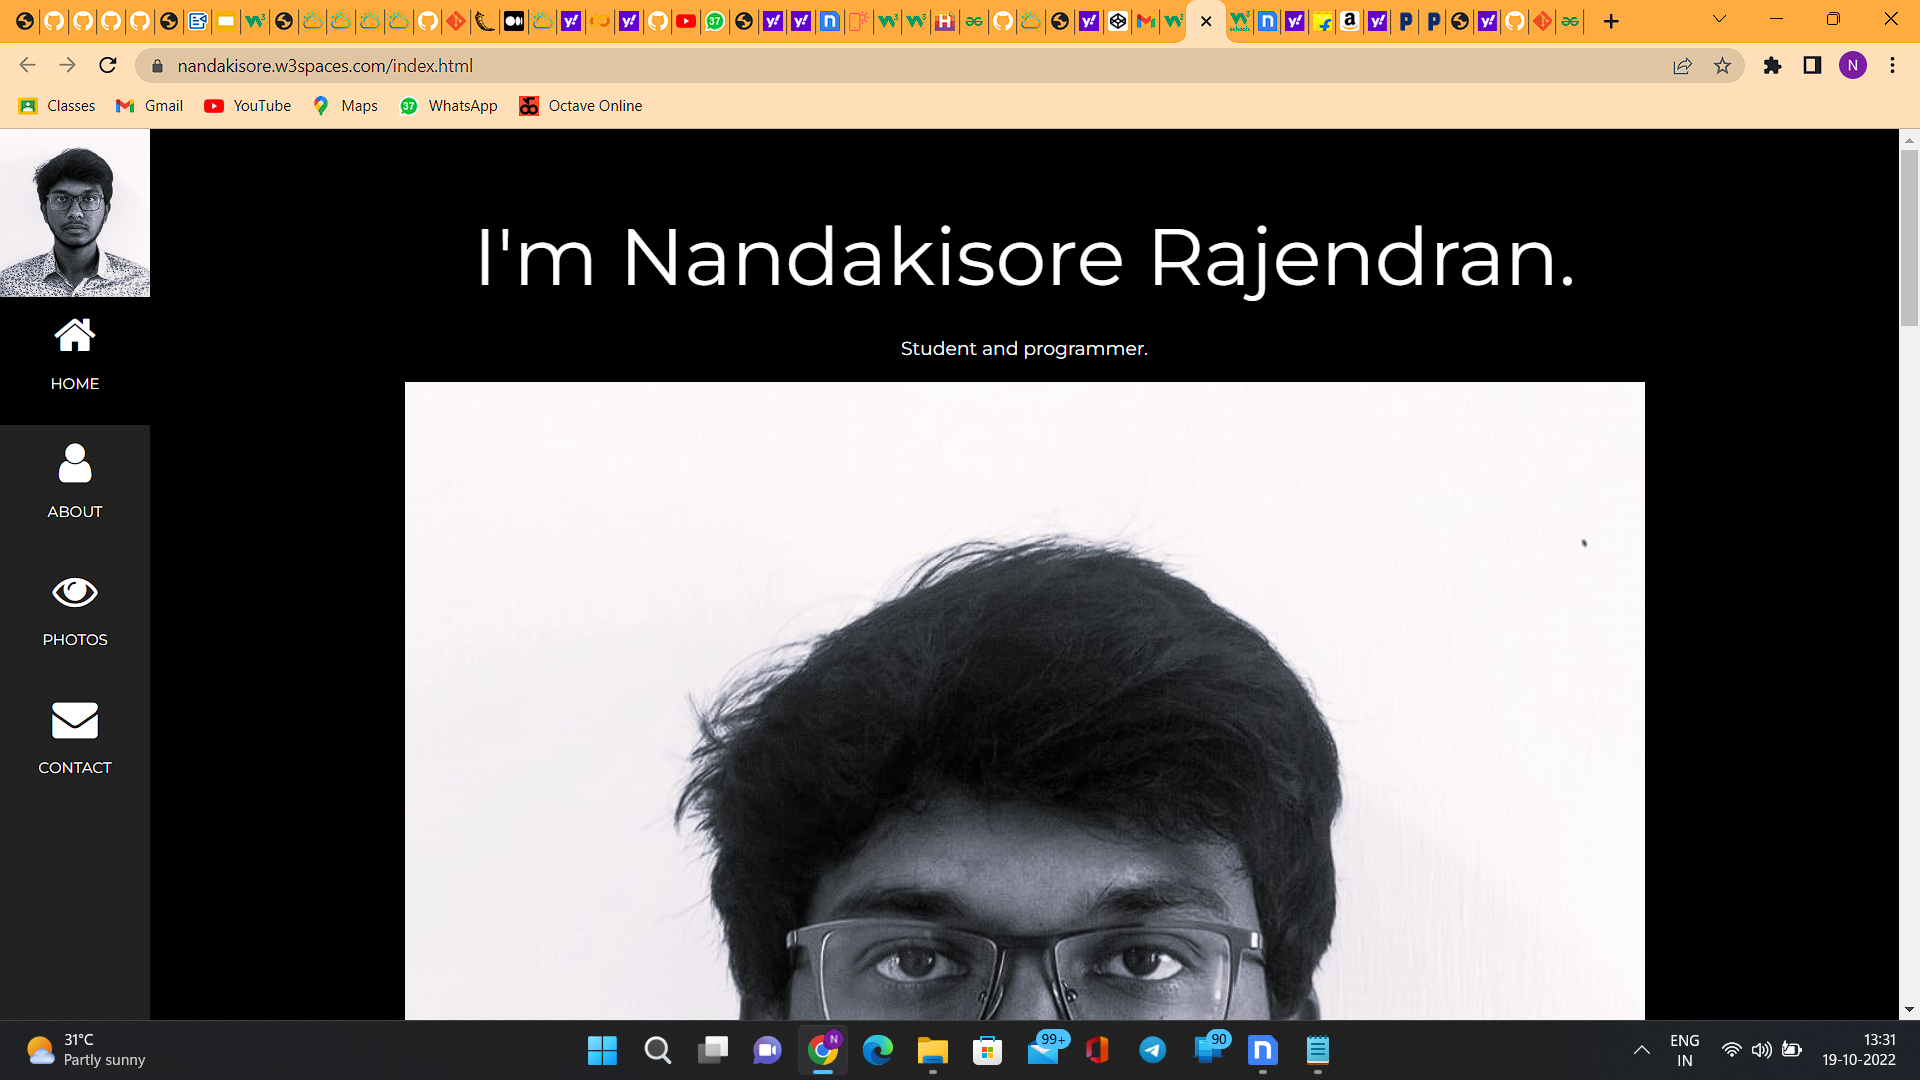 nandakisore.w3spaces.com/index.html
N
Classes
Gmail
YouTube
Maps
37
WhatsApp
Octave Online
I'm Nandakisore Rajendran.
Student and programmer.
HOME
ABOUT
PHOTOS
CONTACT
31°C
Partly sunny
N
99+
90
ENG
IN
13:31
19-10-2022